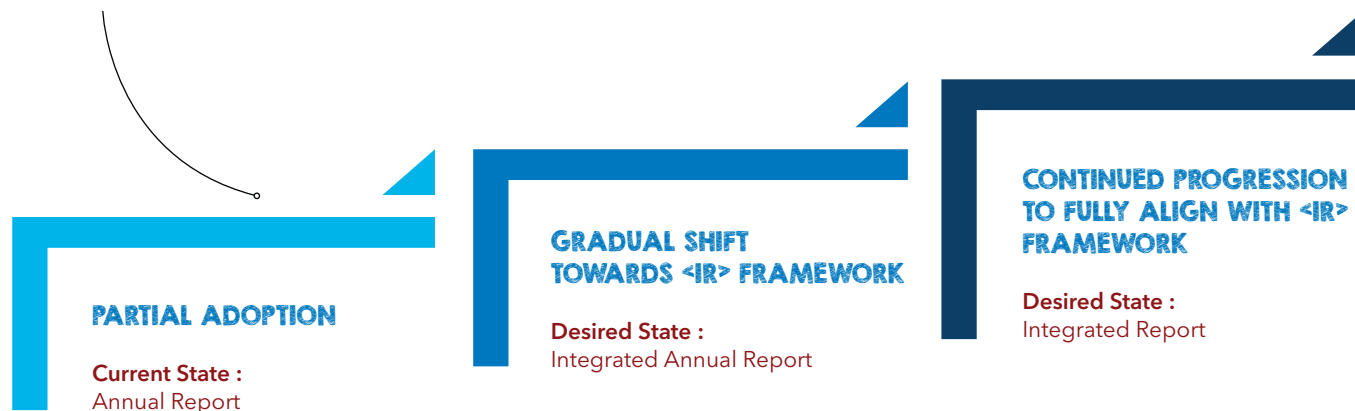 PARTIAL ADOPTION
Current State :
Annual Report
GRADUAL SHIFT
TOWARDS <IR> FRAMEWORK
Desired State :
Integrated Annual Report
CONTINUED PROGRESSION
TO FULLY ALIGN WITH <IR>
FRAMEWORK
Desired State :
Integrated Report